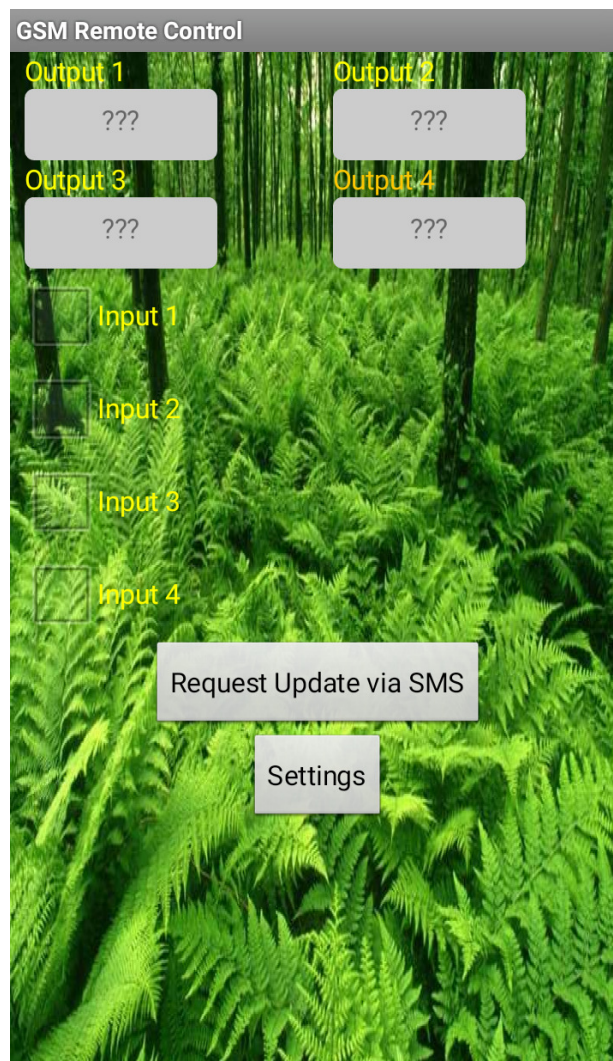 GSM Remote Control
Output 1 Output 2
??? ???
Output 3 Output 4
??? ???
Input 1
Input 2
Input 3
Input 4
Request Update via SMS
Settings